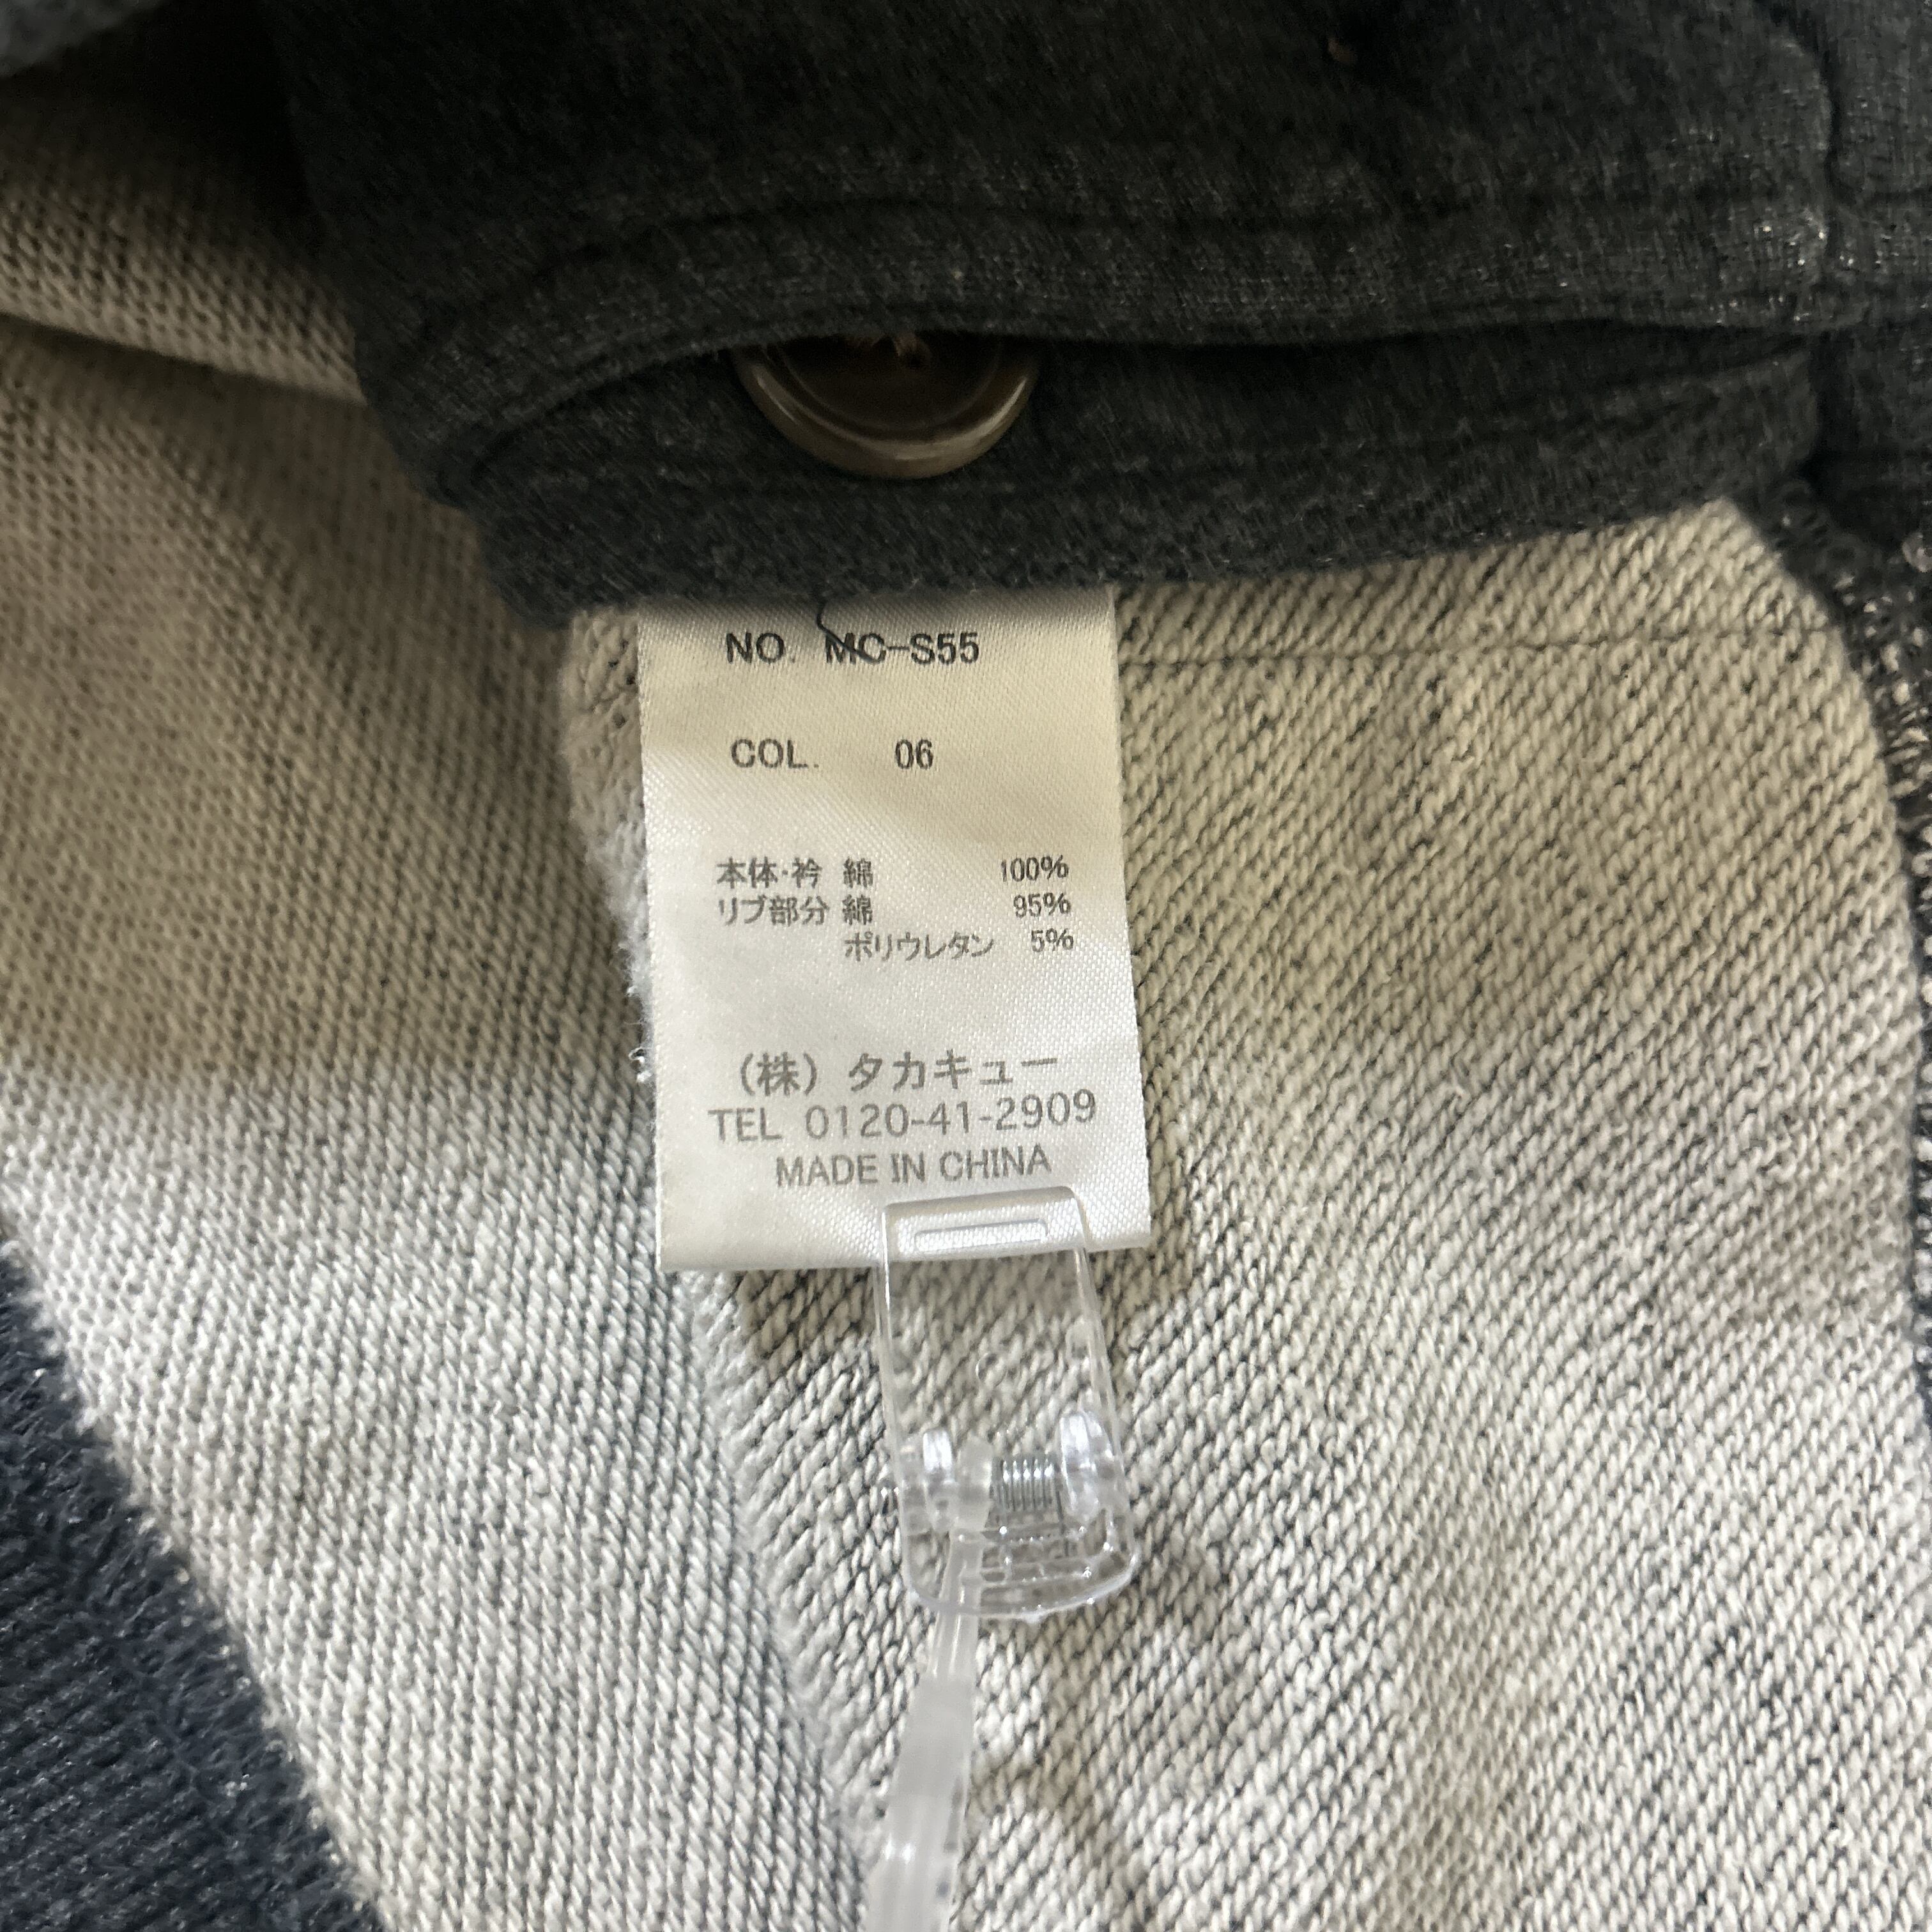 NO. MC-S55
COL. 06
本体・衿 綿 100%
リブ部分 綿 95%
ポリウレタン 5%
(株) タカキュー
TEL 0120-41-2909
MADE IN CHINA